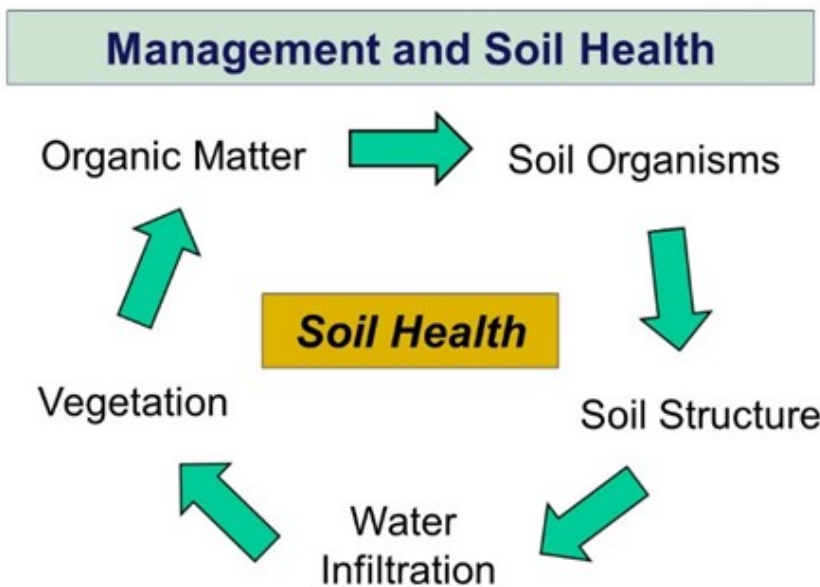 Management and Soil Health
Organic Matter
Soil Organisms
Soil Health
Vegetation
Soil Structure
Water
Infiltration